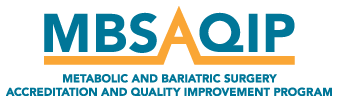 MBSAQIP
METABOLIC AND BARIATRIC SURGERY
ACCREDITATION AND QUALITY IMPROVEMENT PROGRAM